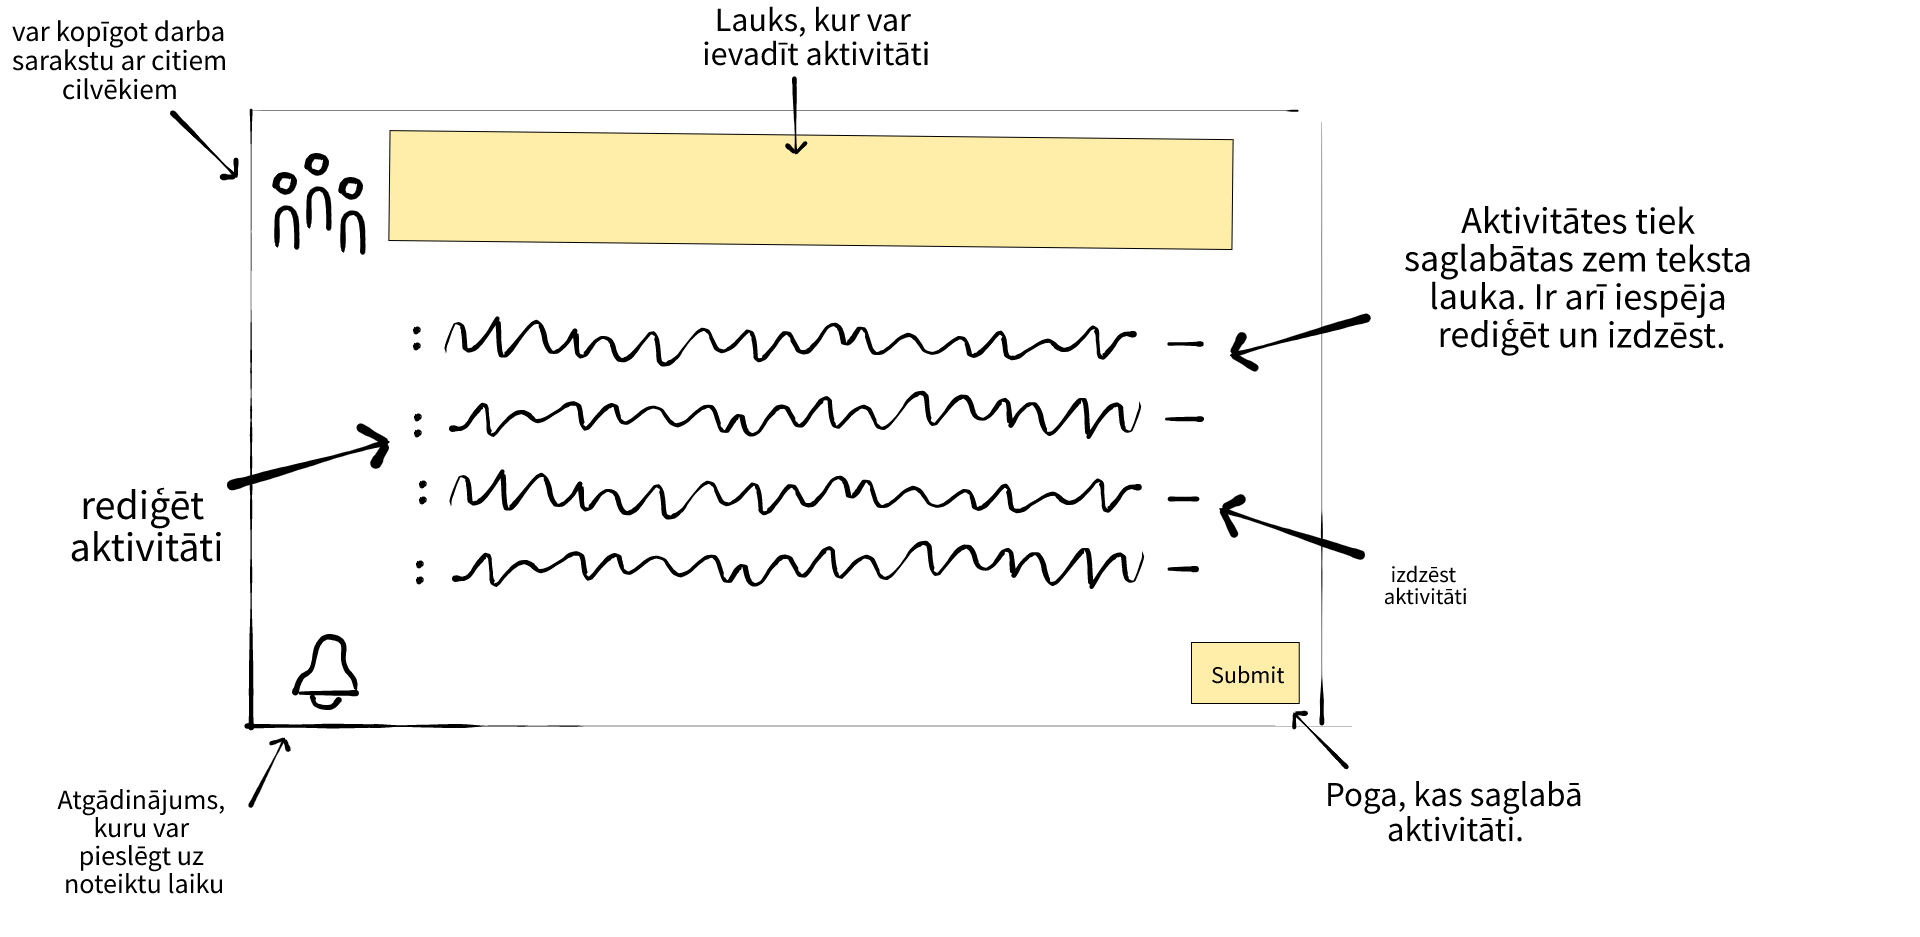 var kopīgot darba
sarakstu ar citiem
cilvēkiem
Lauks, kur var
ievadīt aktivitāti
Aktivitātes tiek
saglabātas zem teksta
lauka. Ir arī iespēja
rediģēt un izdzēst.
rediģēt
aktivitāti
izdzēst
aktivitāti
Submit
Atgādinājums,
kuru var
pieslēgt uz
noteiktu laiku
Poga, kas saglabā
aktivitāti.